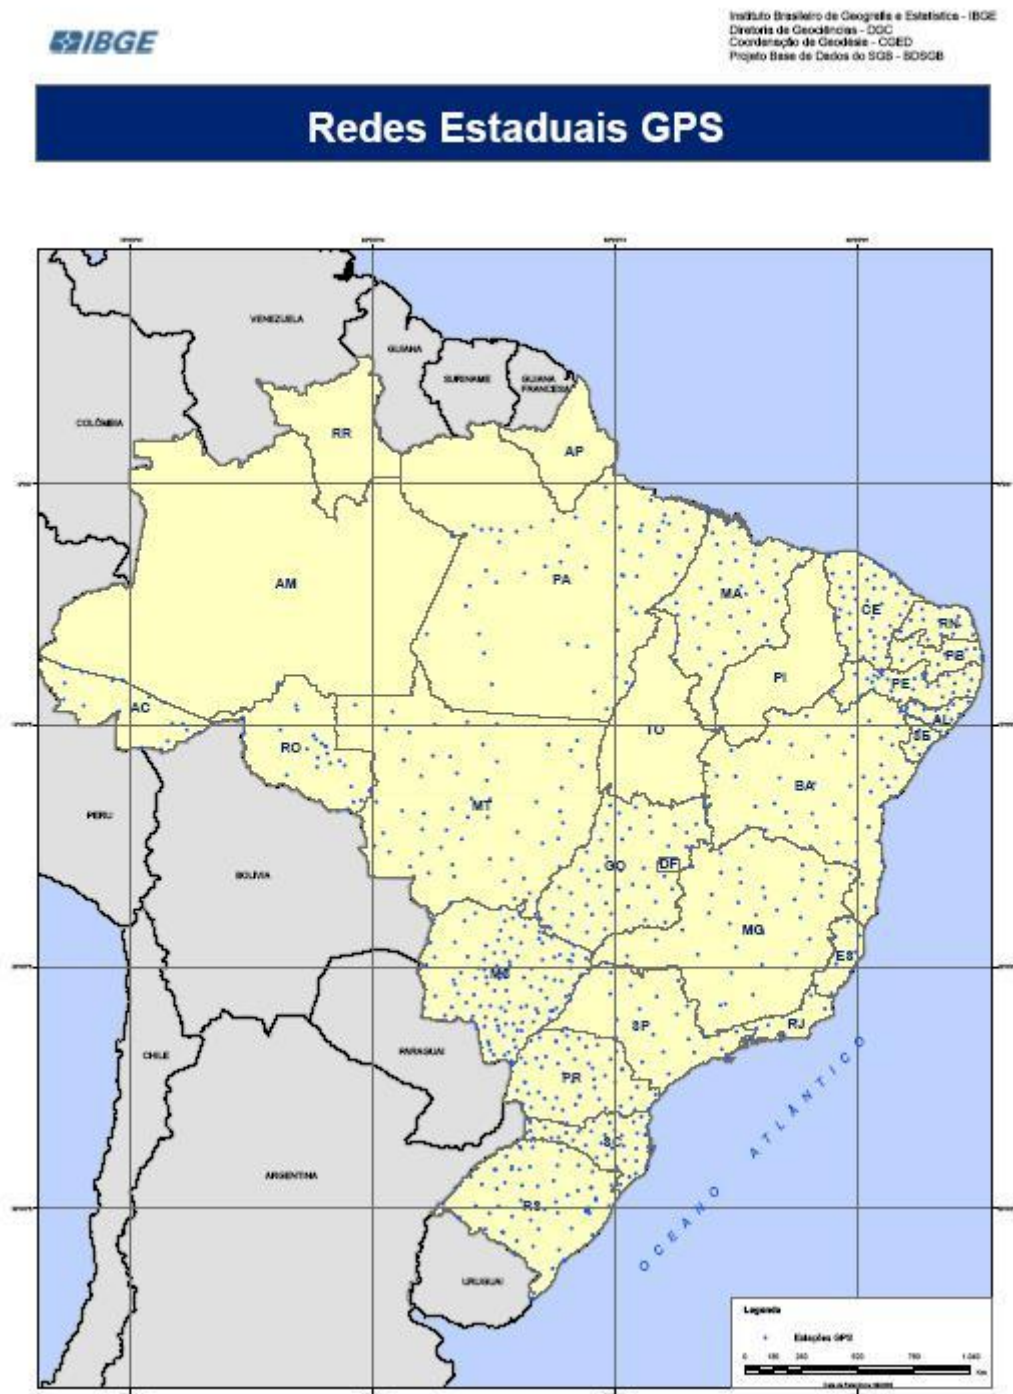 IBGE
Instituto Brasileiro de Geografia e Estatística - IBGE
Diretoria de Geociências - DGC
Coordenação de Geodésia - CGED
Projeto Base de Dados do SGB - BDSGB
Redes Estaduais GPS
VENEZUELA
GUIANA
SURINAME
GUIANA
FRANCESA
COLÔMBIA
RR
AP
AM
PA
MA
CE
RN
PB
PI
PE
AC
AL
SE
TO
RO
BA
MT
PERU
GO
DF
BOLÍVIA
MG
ES
MS
SP
RJ
CHILE
PARAGUAI
PR
SC
ARGENTINA
RS
OCEANO ATLÂNTICO
URUGUAI
Legenda
Estações GPS